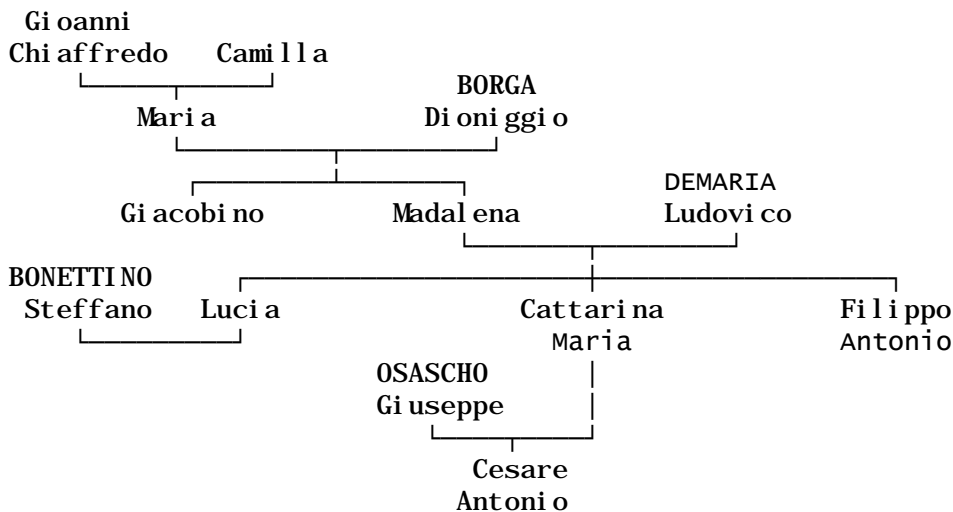 Gioanni
Chiaffredo Camilla
BORGA
Maria Dioniggio
DEMARIA
Giacobino Madalena Ludovico
BONETTINO
Steffano Lucia Cattarina Filippo
Maria Antonio
OSASCHO
Giuseppe
Cesare
Antonio